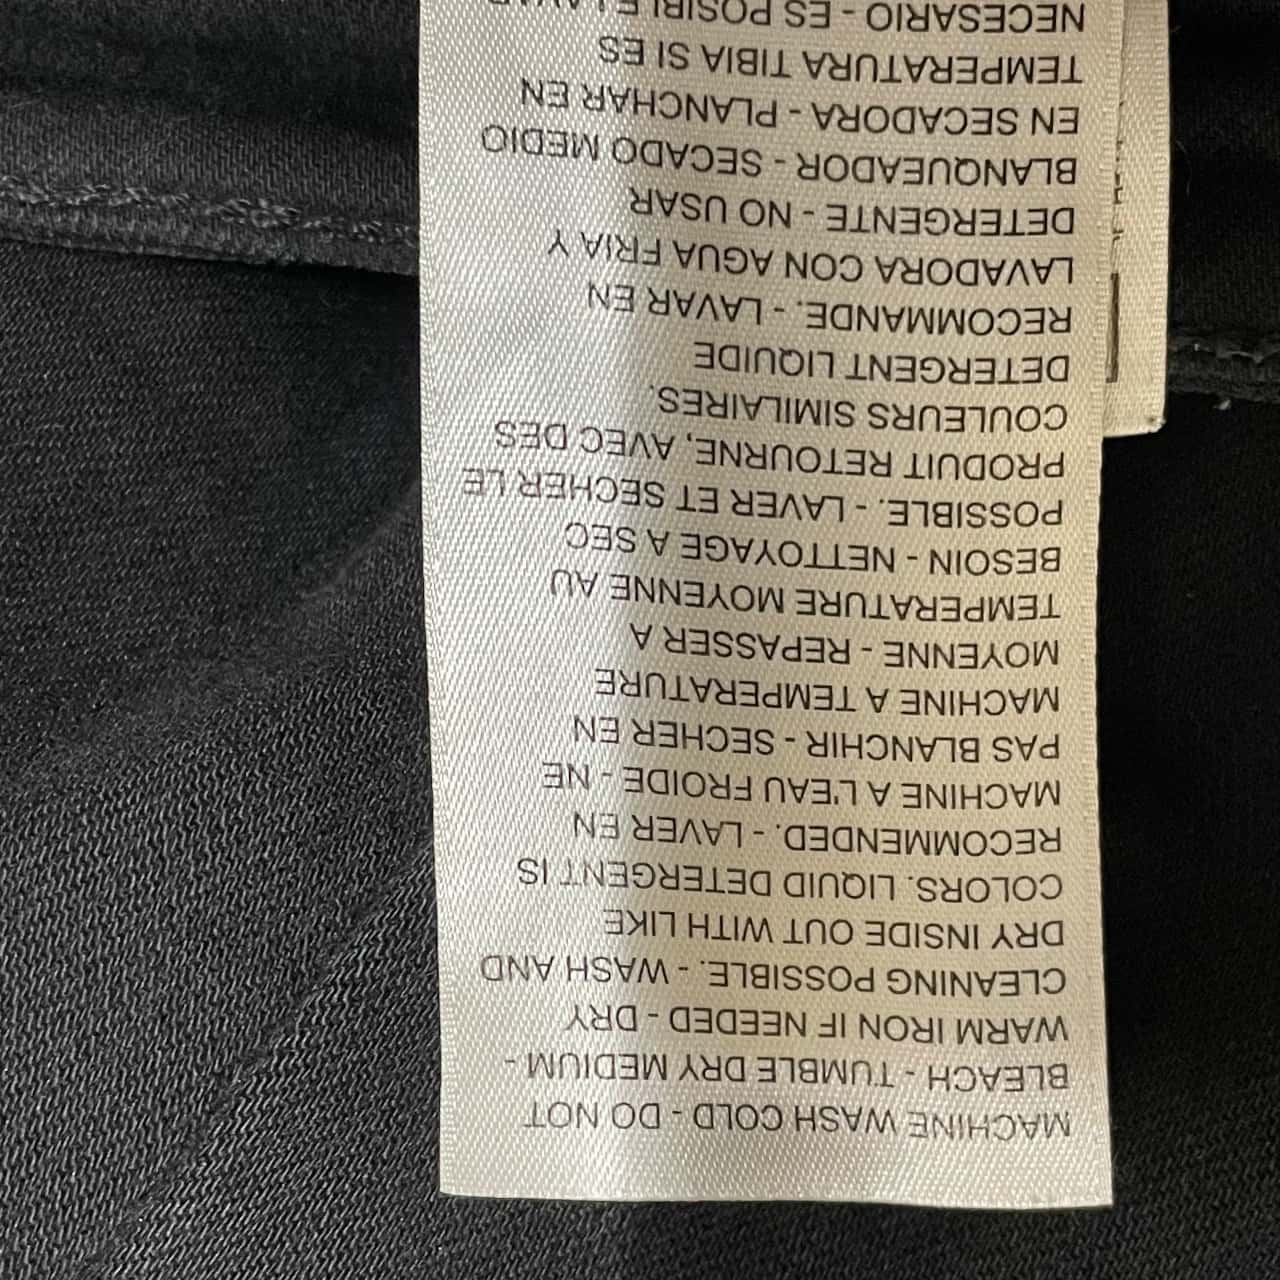 MACHINE WASH COLD - DO NOT
BLEACH - TUMBLE DRY MEDIUM -
WARM IRON IF NEEDED - DRY
CLEANING POSSIBLE. - WASH AND
DRY INSIDE OUT WITH LIKE
COLORS. LIQUID DETERGENT IS
RECOMMENDED. - LAVER EN
MACHINE A L'EAU FROIDE - NE
PAS BLANCHIR - SECHER EN
MACHINE A TEMPERATURE
MOYENNE - REPASSER A
TEMPERATURE MOYENNE AU
BESOIN - NETTOYAGE A SEC
POSSIBLE. - LAVER ET SECHER LE
PRODUIT RETOURNE, AVEC DES
COULEURS SIMILAIRES.
DETERGENT LIQUIDE
RECOMMANDE. - LAVAR EN
LAVADORA CON AGUA FRIA Y
DETERGENTE - NO USAR
BLANQUEADOR - SECADO MEDIO
EN SECADORA - PLANCHAR EN
TEMPERATURA TIBIA SI ES
NECESARIO - ES POSIBLE LAVAR